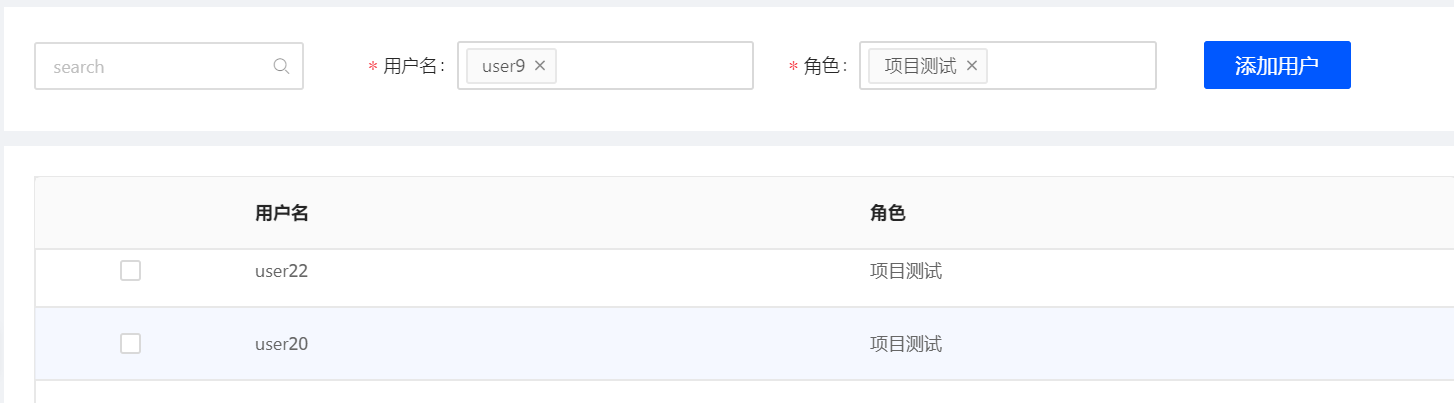 search * 用户名: user9 × * 角色: 项目测试 × 添加用户
用户名 角色
user22 项目测试
user20 项目测试